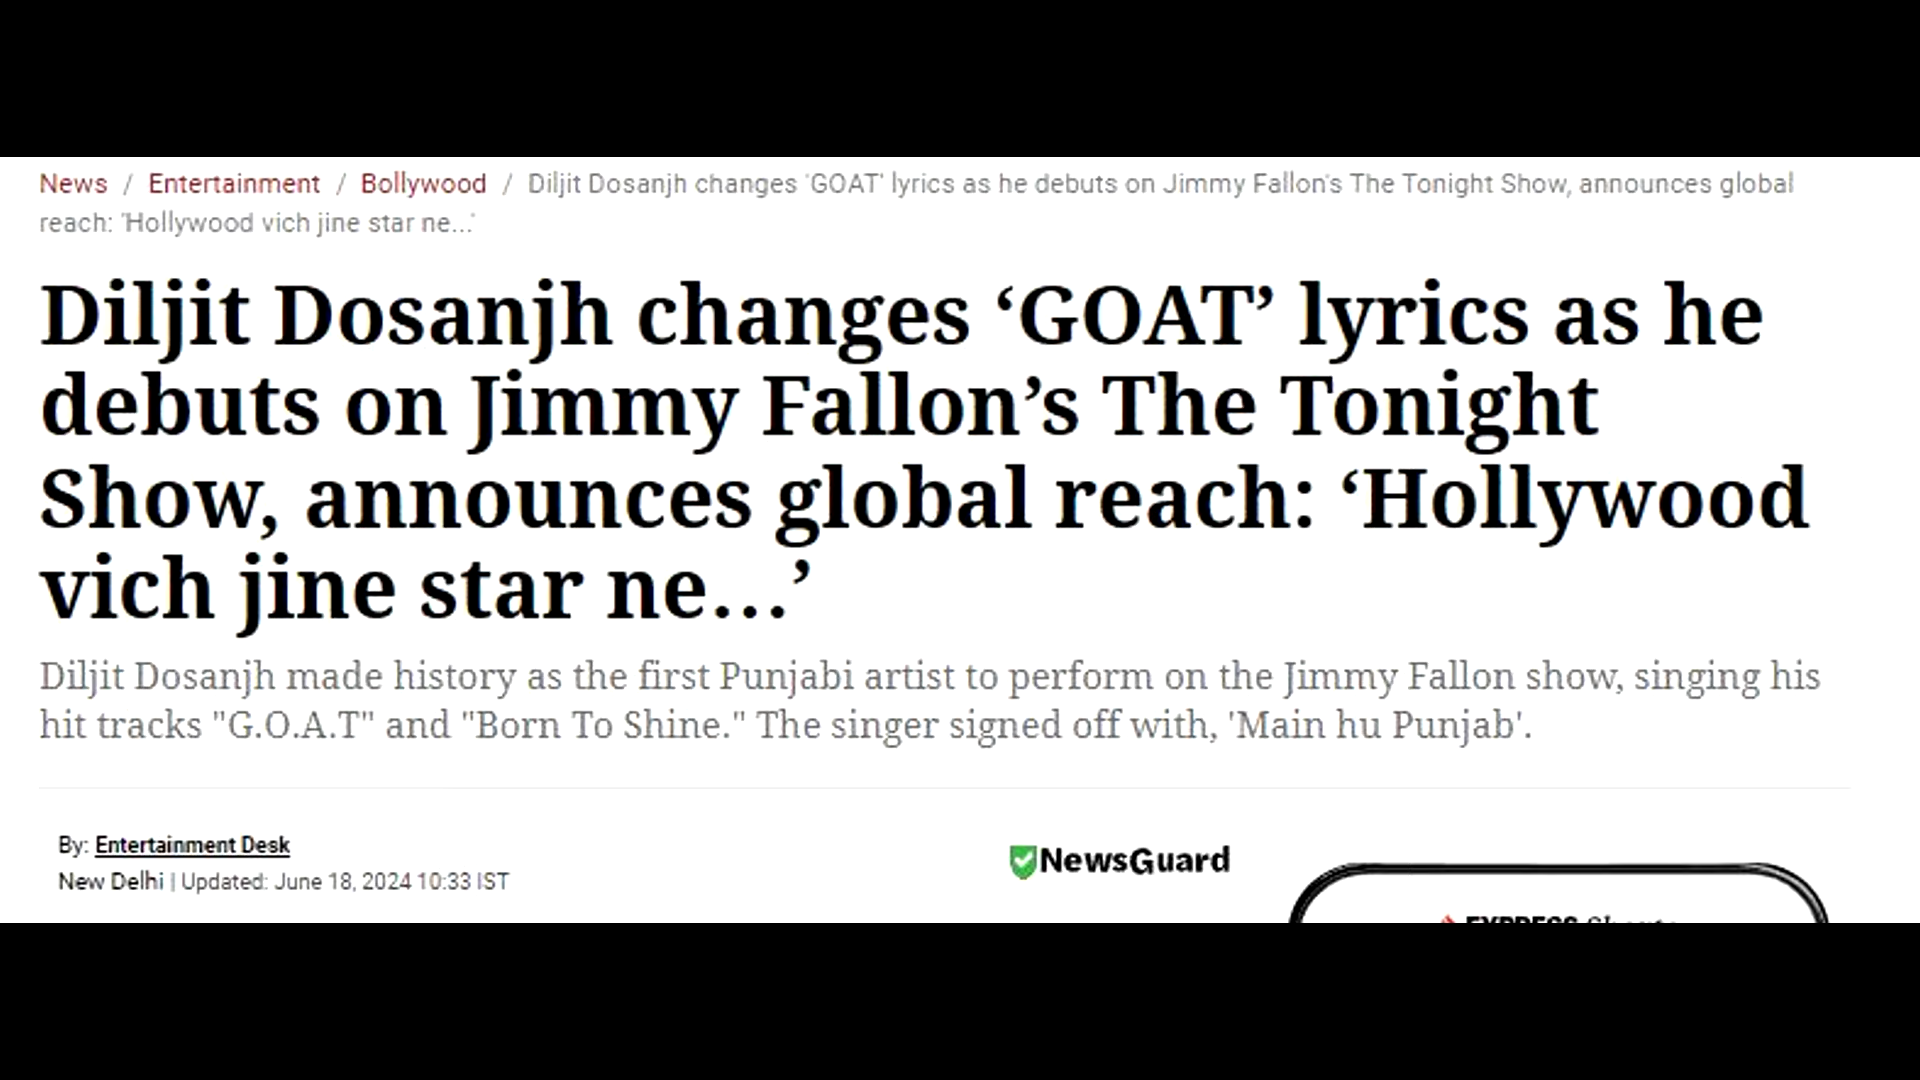 News / Entertainment / Bollywood / Diljit Dosanjh changes 'GOAT' lyrics as he debuts on Jimmy Fallon's The Tonight Show, announces global
reach: 'Hollywood vich jine star ne...'
Diljit Dosanjh changes ‘GOAT’ lyrics as he
debuts on Jimmy Fallon’s The Tonight
Show, announces global reach: ‘Hollywood
vich jine star ne...’
Diljit Dosanjh made history as the first Punjabi artist to perform on the Jimmy Fallon show, singing his
hit tracks "G.O.A.T" and "Born To Shine." The singer signed off with, 'Main hu Punjab'.
By: Entertainment Desk
New Delhi | Updated: June 18, 2024 10:33 IST
NewsGuard
EXPRESS